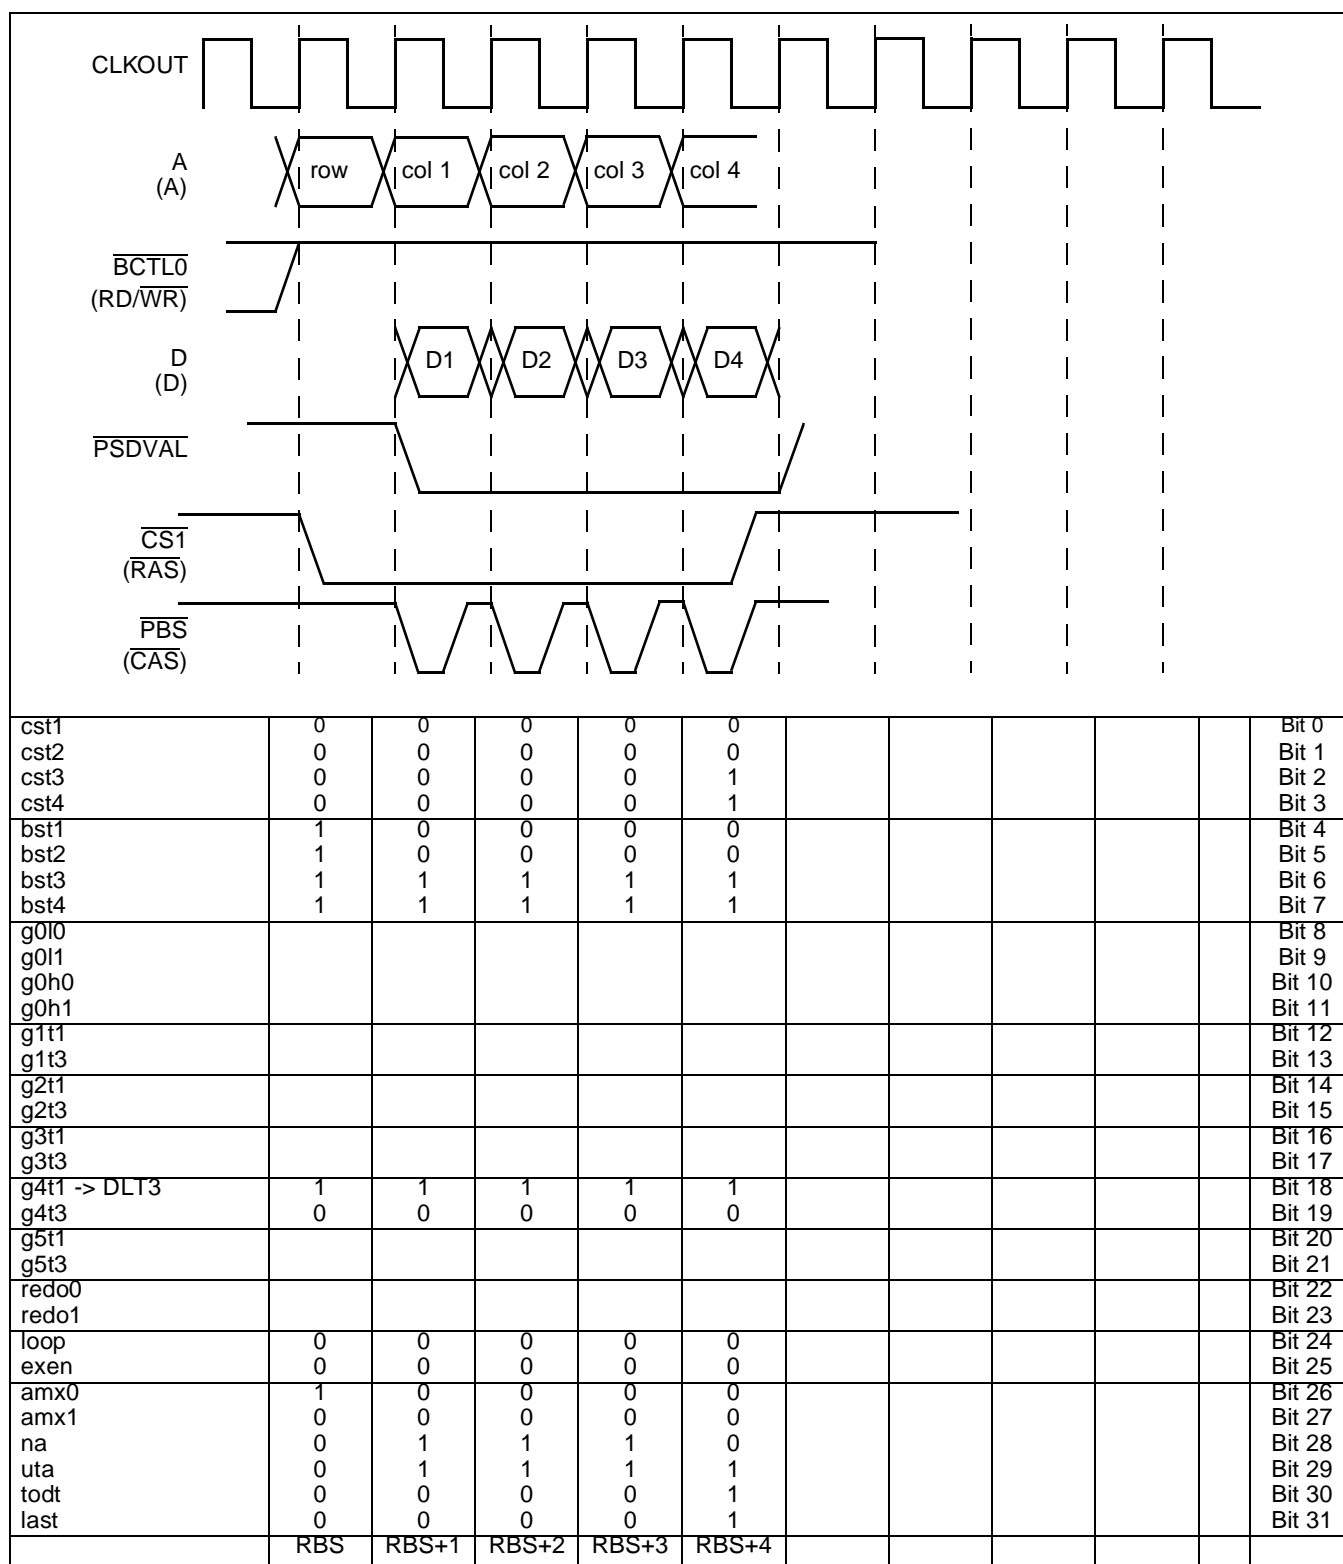 CLKOUT
A
(A)
row col 1 col 2 col 3 col 4
BCTL0
(RD/WR)
D
(D)
D1 D2 D3 D4
PSDVAL
CS1
(RAS)
PBS
(CAS)
cst1 0 0 0 0 0 Bit 0
cst2 0 0 0 0 0 Bit 1
cst3 0 0 0 0 1 Bit 2
cst4 0 0 0 0 1 Bit 3
bst1 1 0 0 0 0 Bit 4
bst2 1 0 0 0 0 Bit 5
bst3 1 1 1 1 1 Bit 6
bst4 1 1 1 1 1 Bit 7
g0l0 Bit 8
g0l1 Bit 9
g0h0 Bit 10
g0h1 Bit 11
g1t1 Bit 12
g1t3 Bit 13
g2t1 Bit 14
g2t3 Bit 15
g3t1 Bit 16
g3t3 Bit 17
g4t1 -> DLT3 1 1 1 1 1 Bit 18
g4t3 0 0 0 0 0 Bit 19
g5t1 Bit 20
g5t3 Bit 21
redo0 Bit 22
redo1 Bit 23
loop 0 0 0 0 0 Bit 24
exen 0 0 0 0 0 Bit 25
amx0 1 0 0 0 0 Bit 26
amx1 0 0 0 0 0 Bit 27
na 0 1 1 1 0 Bit 28
uta 0 1 1 1 1 Bit 29
todt 0 0 0 0 1 Bit 30
last 0 0 0 0 1 Bit 31
RBS RBS+1 RBS+2 RBS+3 RBS+4